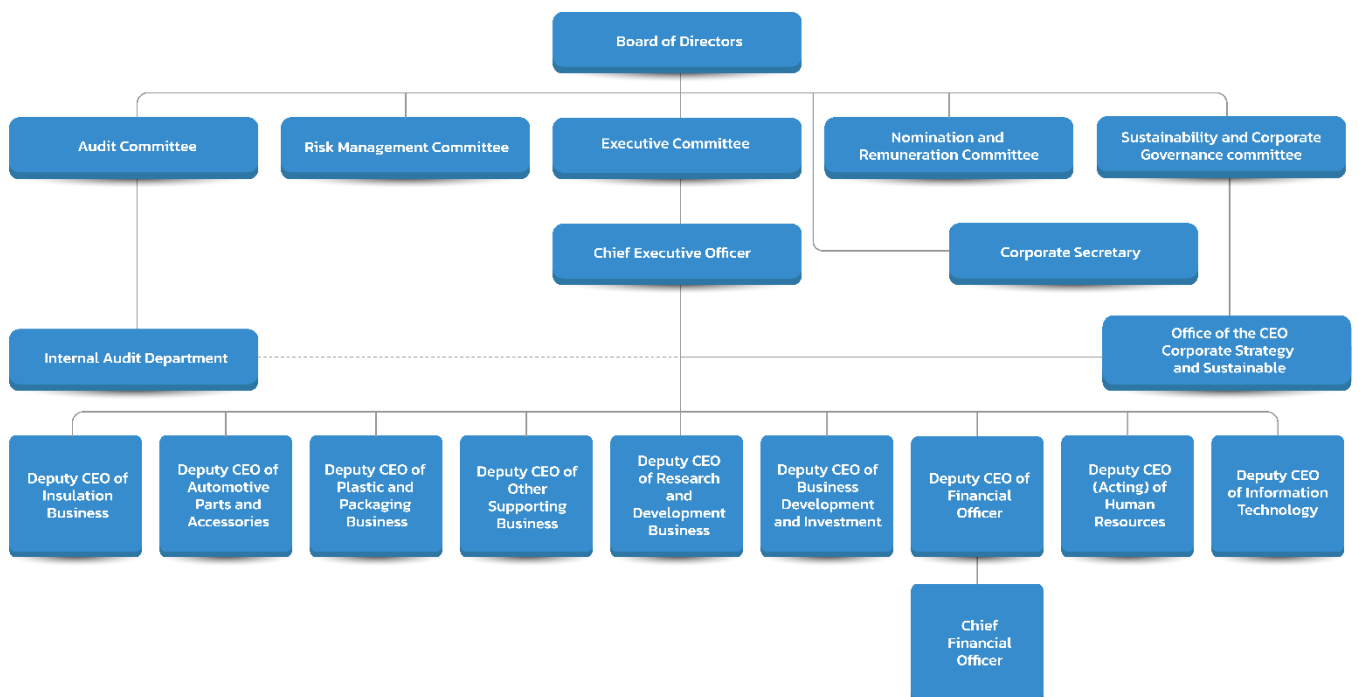 Board of Directors
Audit Committee
Risk Management Committee
Executive Committee
Nomination and
Remuneration Committee
Sustainability and Corporate
Governance committee
Chief Executive Officer
Corporate Secretary
Internal Audit Department
Office of the CEO
Corporate Strategy
and Sustainable
Deputy CEO of
Insulation
Business
Deputy CEO of
Automotive
Parts and
Accessories
Deputy CEO of
Plastic and
Packaging
Business
Deputy CEO of
Other
Supporting
Business
Deputy CEO
of Research
and
Development
Business
Deputy CEO of
Business
Development
and Investment
Deputy CEO of
Financial
Officer
Deputy CEO
(Acting) of
Human
Resources
Deputy CEO
of Information
Technology
Chief
Financial
Officer